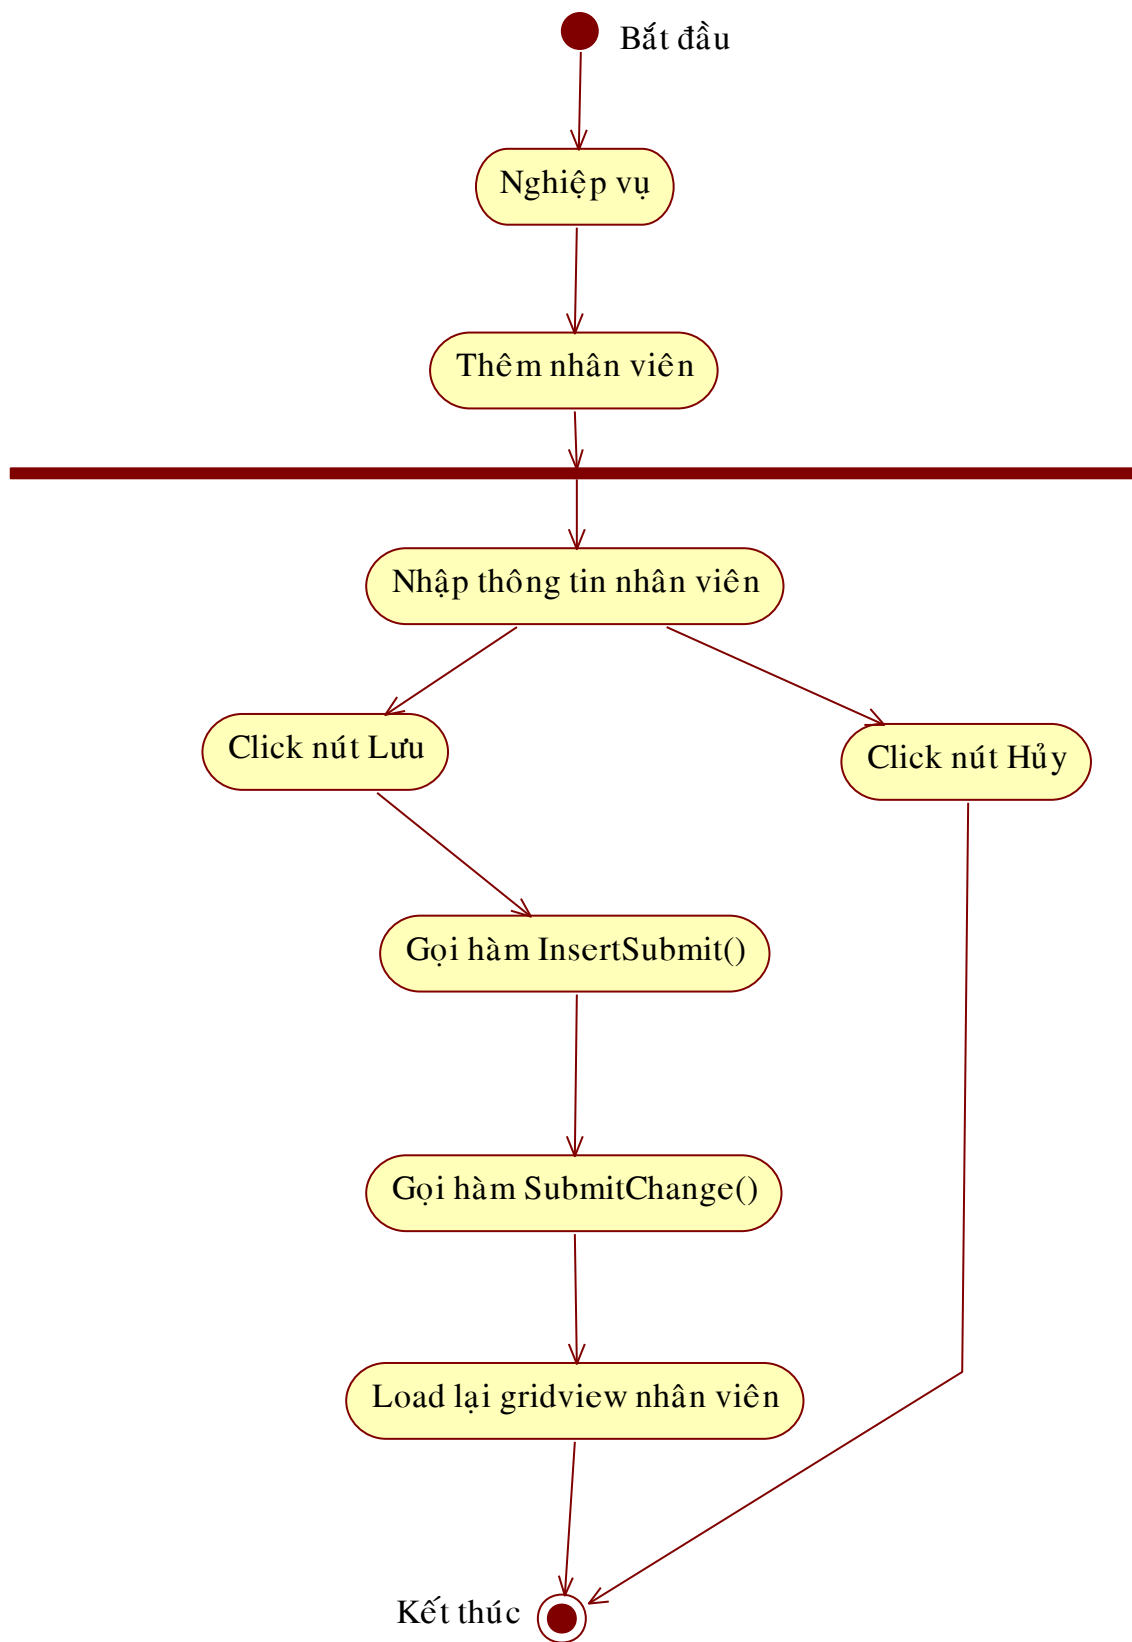 Bắt đầu
Nghiệp vụ
Thêm nhân viên
Nhập thông tin nhân viên
Click nút Lưu
Click nút Hủy
Gọi hàm InsertSubmit()
Gọi hàm SubmitChange()
Load lại gridview nhân viên
Kết thúc